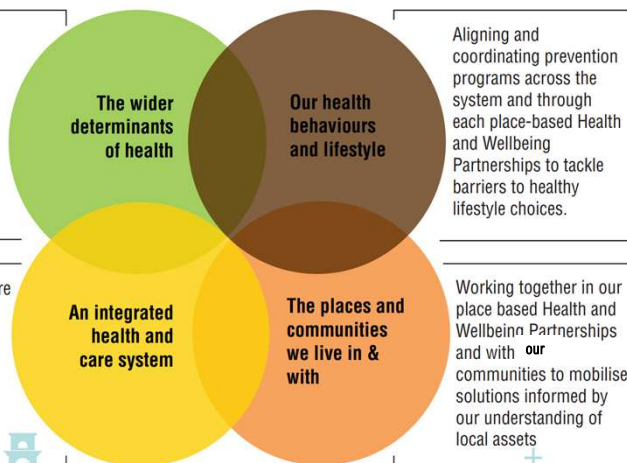 The wider
determinants
of health
Our health
behaviours
and lifestyle
Aligning and
coordinating prevention
programs across the
system and through
each place-based Health
and Wellbeing
Partnerships to tackle
barriers to healthy
lifestyle choices.
re
An integrated
health and
care system
The places and
communities
we live in &
with
Working together in our
place based Health and
Wellbeing Partnerships
and with our
communities to mobilise
solutions informed by
our understanding of
local assets